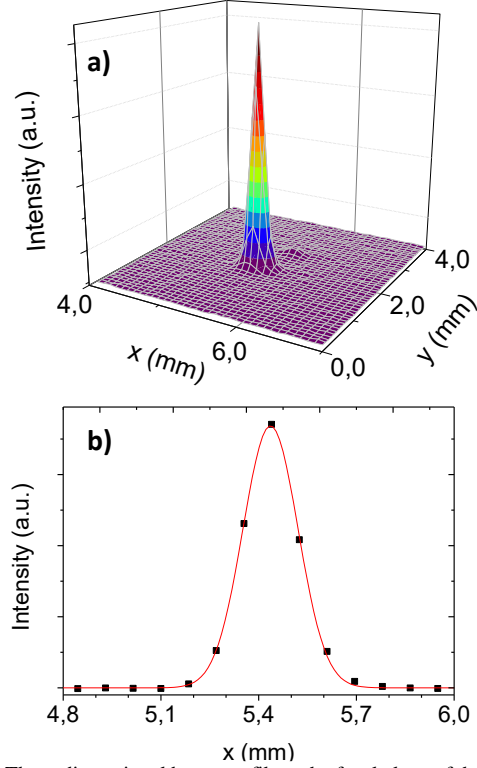 a)
Intensity (a.u.)
4,0
6,0
x (mm)
0,0
2,0
4,0
y (mm)
b)
Intensity (a.u.)
4,8 5,1 5,4 5,7 6,0
x (mm)